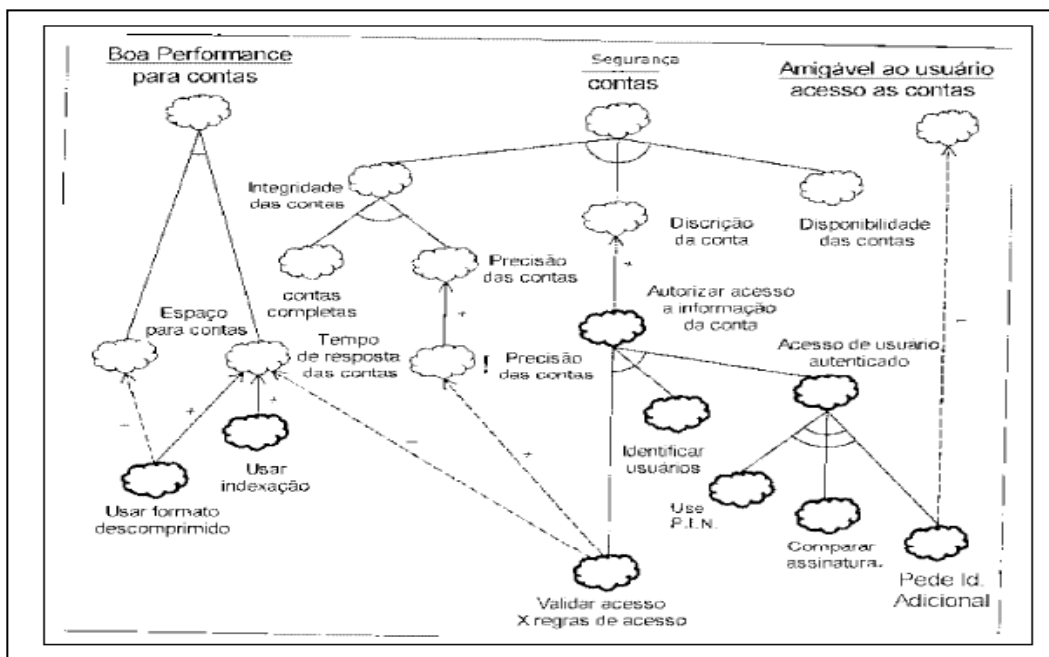 Boa Performance
para contas
Segurança
contas
Amigável ao usuário
acesso as contas
Integridade
das contas
Discrição
da conta
Disponibilidade
das contas
contas
completas
Precisão
das contas
Autorizar acesso
a informação
da conta
Espaço
para contas
Tempo
de resposta
das contas
! Precisão
das contas
Acesso de usuário
autenticado
+
+
-
+
+
-
+
-
Usar
indexação
Identificar
usuários
Usar formato
descomprimido
Use
P.I.N.
Comparar
assinatura.
Pede Id.
Adicional
Validar acesso
X regras de acesso